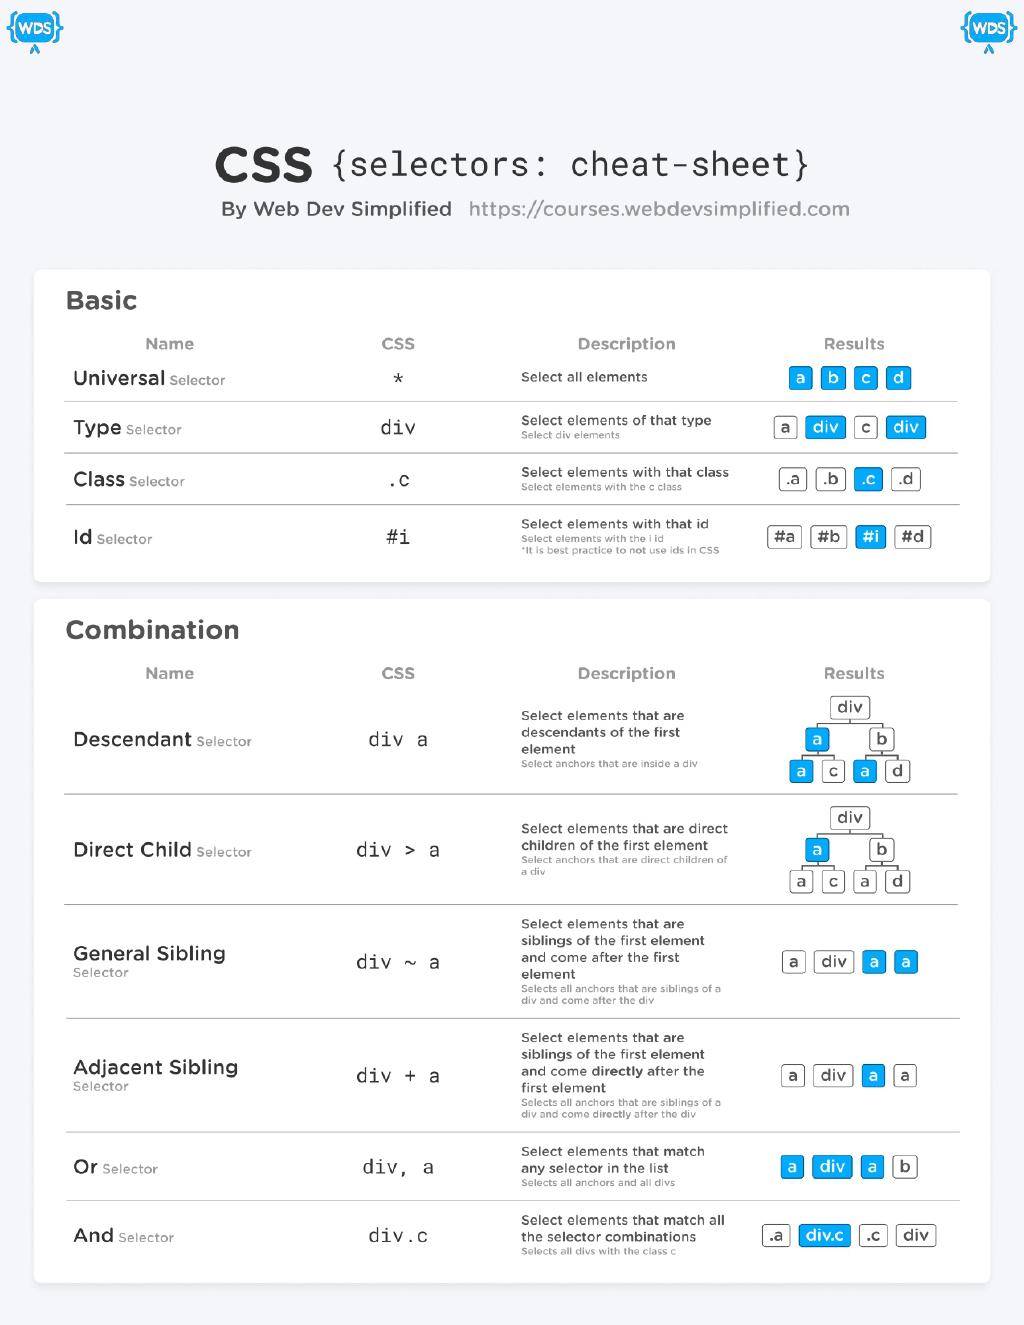 {WDS} {WDS}
CSS {selectors: cheat-sheet}
By Web Dev Simplified https://courses.webdevsimplified.com
Basic
Name CSS Description Results
Universal Selector * Select all elements a b c d
Type Selector div Select elements of that type a div c div
Select div elements
Class Selector .c Select elements with that class .a .b .c .d
Select elements with the c class
Id Selector #i Select elements with that id #a #b #i #d
Select elements with the i id
*It is best practice to not use ids in CSS
Combination
Name CSS Description Results
Descendant Selector div a
Select elements that are
descendants of the first
element
Select anchors that are inside a div
div
a b
a c a d
Direct Child Selector div > a
Select elements that are direct
children of the first element
Select anchors that are direct children of
a div
div
a b
a c a d
General Sibling
Selector
div ~ a
Select elements that are
siblings of the first element
and come after the first
element
Selects all anchors that are siblings of a
div and come after the div
a div a a
Adjacent Sibling
Selector
div + a
Select elements that are
siblings of the first element
and come directly after the
first element
Selects all anchors that are siblings of a
div and come directly after the div
a div a a
Or Selector div, a
Select elements that match
any selector in the list
Selects all anchors and all divs
a div a b
And Selector div.c
Select elements that match all
the selector combinations
Selects all divs with the class c
.a div.c .c div